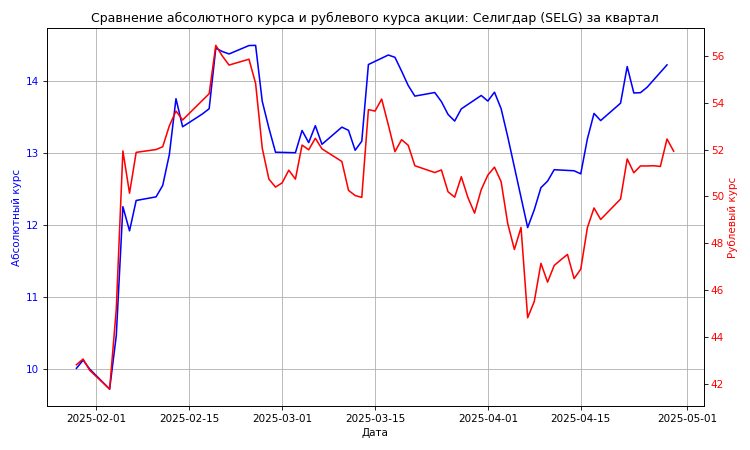 Сравнение абсолютного курса и рублевого курса акции: Селигдар (SELG) за квартал
Абсолютный курс
14
13
12
11
10
56
54
52
50
48
46
44
42
Рублевый курс
2025-02-01 2025-02-15 2025-03-01 2025-03-15 2025-04-01 2025-04-15 2025-05-01
Дата